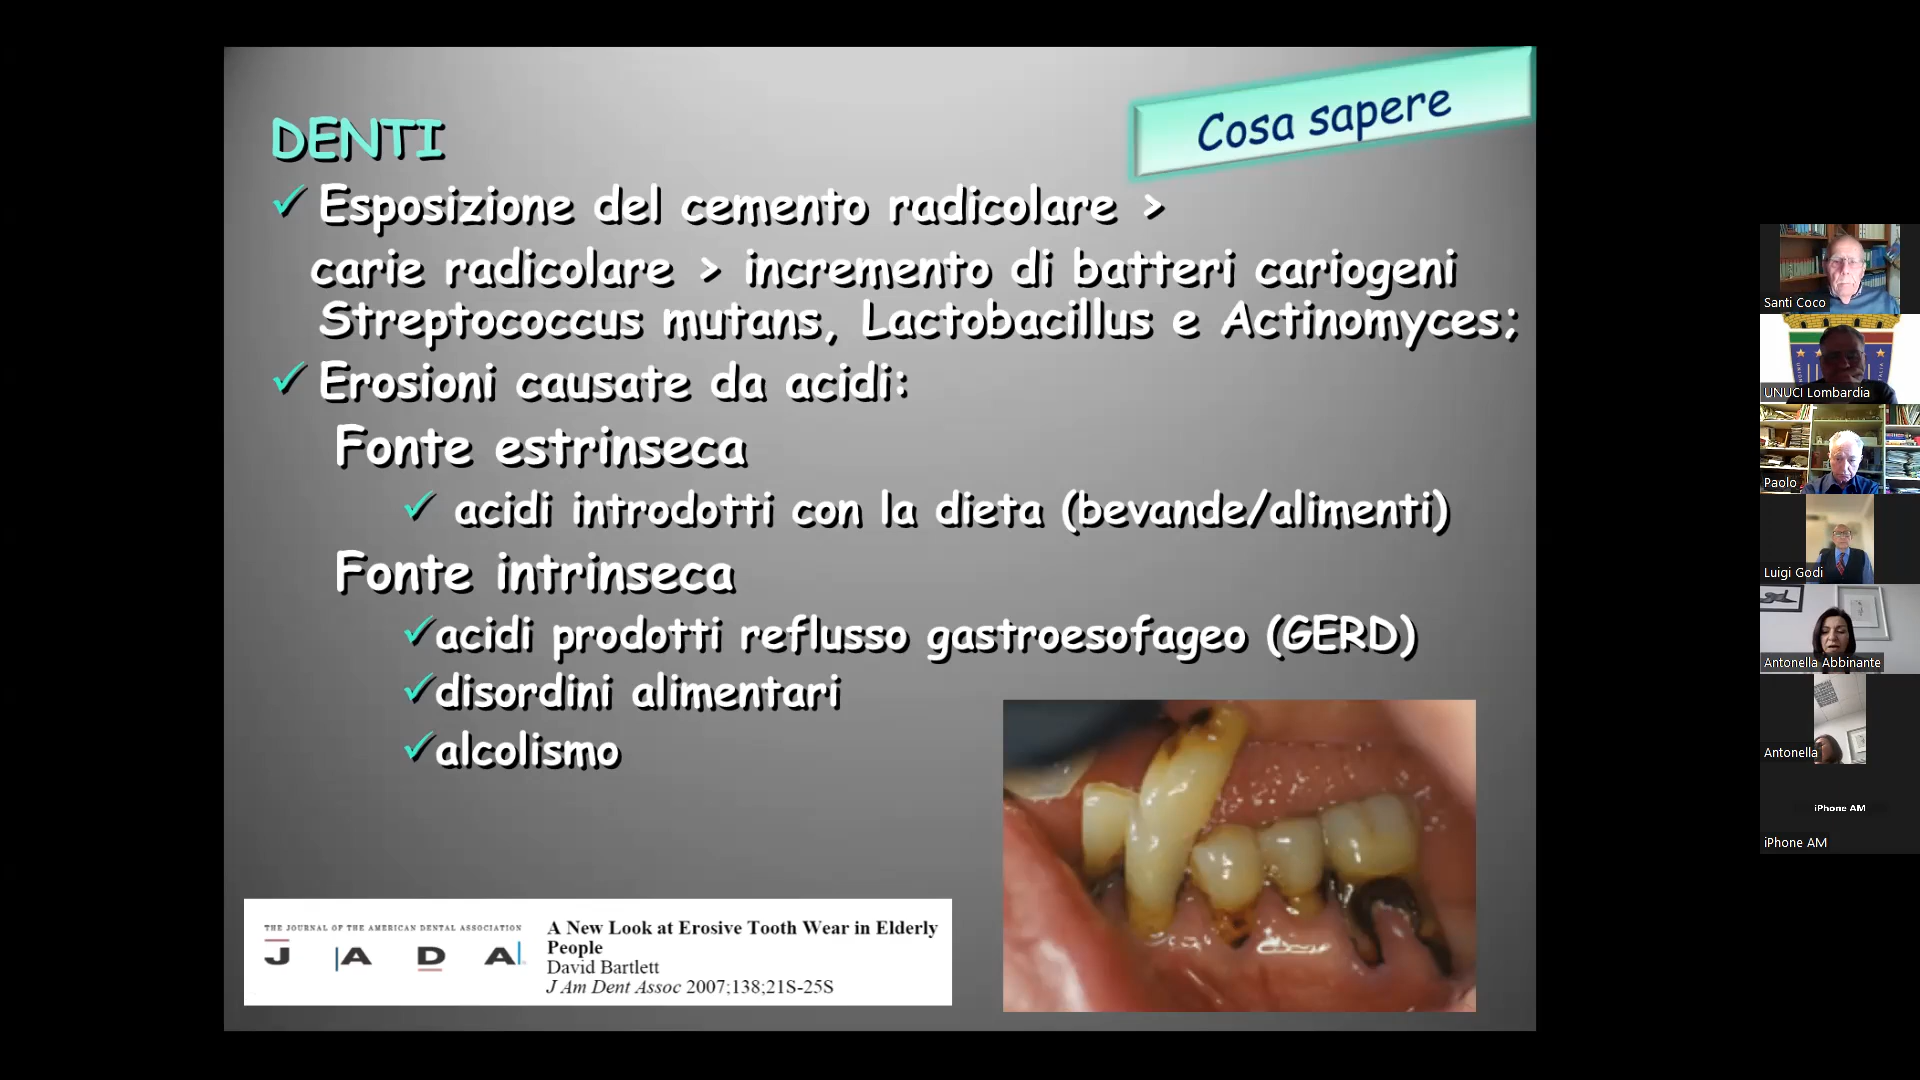 Cosa sapere
DENTI
Esposizione del cemento radicolare >
carie radicolare > incremento di batteri cariogeni
Streptococcus mutans, Lactobacillus e Actinomyces;
Erosioni causate da acidi:
Fonte estrinseca
acidi introdotti con la dieta (bevande/alimenti)
Fonte intrinseca
acidi prodotti reflusso gastroesofageo (GERD)
disordini alimentari
alcolismo
THE JOURNAL OF THE AMERICAN DENTAL ASSOCIATION
JADA
A New Look at Erosive Tooth Wear in Elderly
People
David Bartlett
J Am Dent Assoc 2007;138;21S-25S
Santi Coco
UNUCI Lombardia
Paolo
Luigi Godi
Antonella Abbinante
Antonella
iPhone AM
iPhone AM